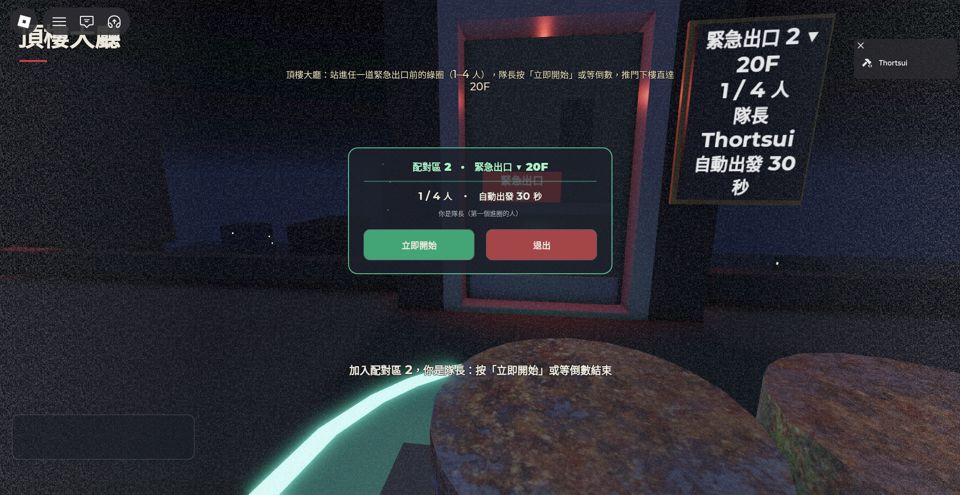 頂樓大廳
頂樓大廳：站進任一道緊急出口前的綠圈（1–4 人），隊長按「立即開始」或等倒數，推門下樓直達
20F
緊急出口 2 ▼
20F
1 / 4 人
隊長
Thortsui
自動出發 30
秒
Thortsui
配對區 2 • 緊急出口 ▼ 20F
緊急出口
1 / 4 人 · 自動出發 30 秒
你是隊長（第一個進圈的人）
立即開始
退出
加入配對區 2，你是隊長：按「立即開始」或等倒數結束